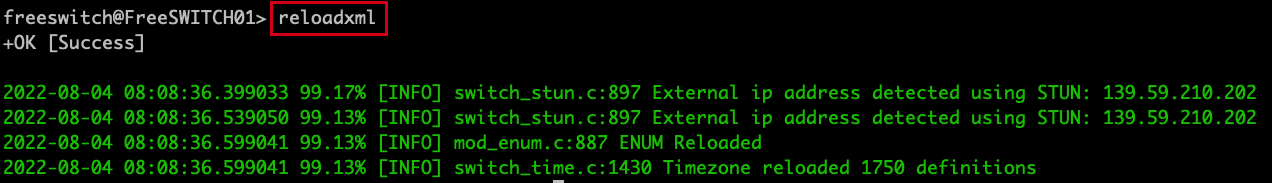 freeswitch@FreeSWITCH01> reloadxml
+OK [Success]
2022-08-04 08:08:36.399033 99.17% [INFO] switch_stun.c:897 External ip address detected using STUN: 139.59.210.202
2022-08-04 08:08:36.539050 99.13% [INFO] switch_stun.c:897 External ip address detected using STUN: 139.59.210.202
2022-08-04 08:08:36.599041 99.13% [INFO] mod_enum.c:887 ENUM Reloaded
2022-08-04 08:08:36.599041 99.13% [INFO] switch_time.c:1430 Timezone reloaded 1750 definitions